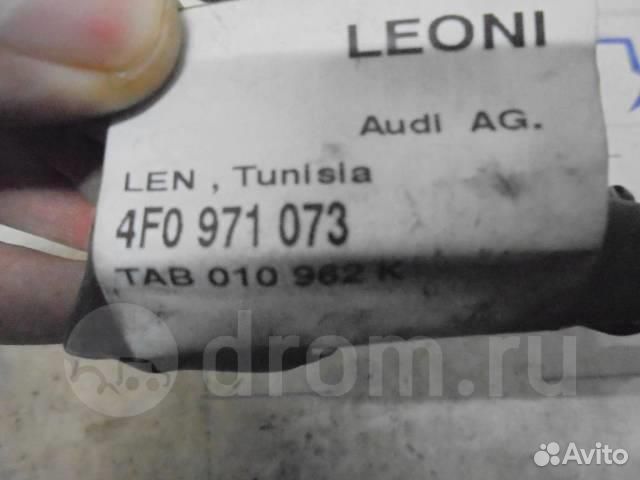 LEONI
Audi AG.
LEN , Tunisia
4F0 971 073
TAB 010 962 K
drom.ru
Avito